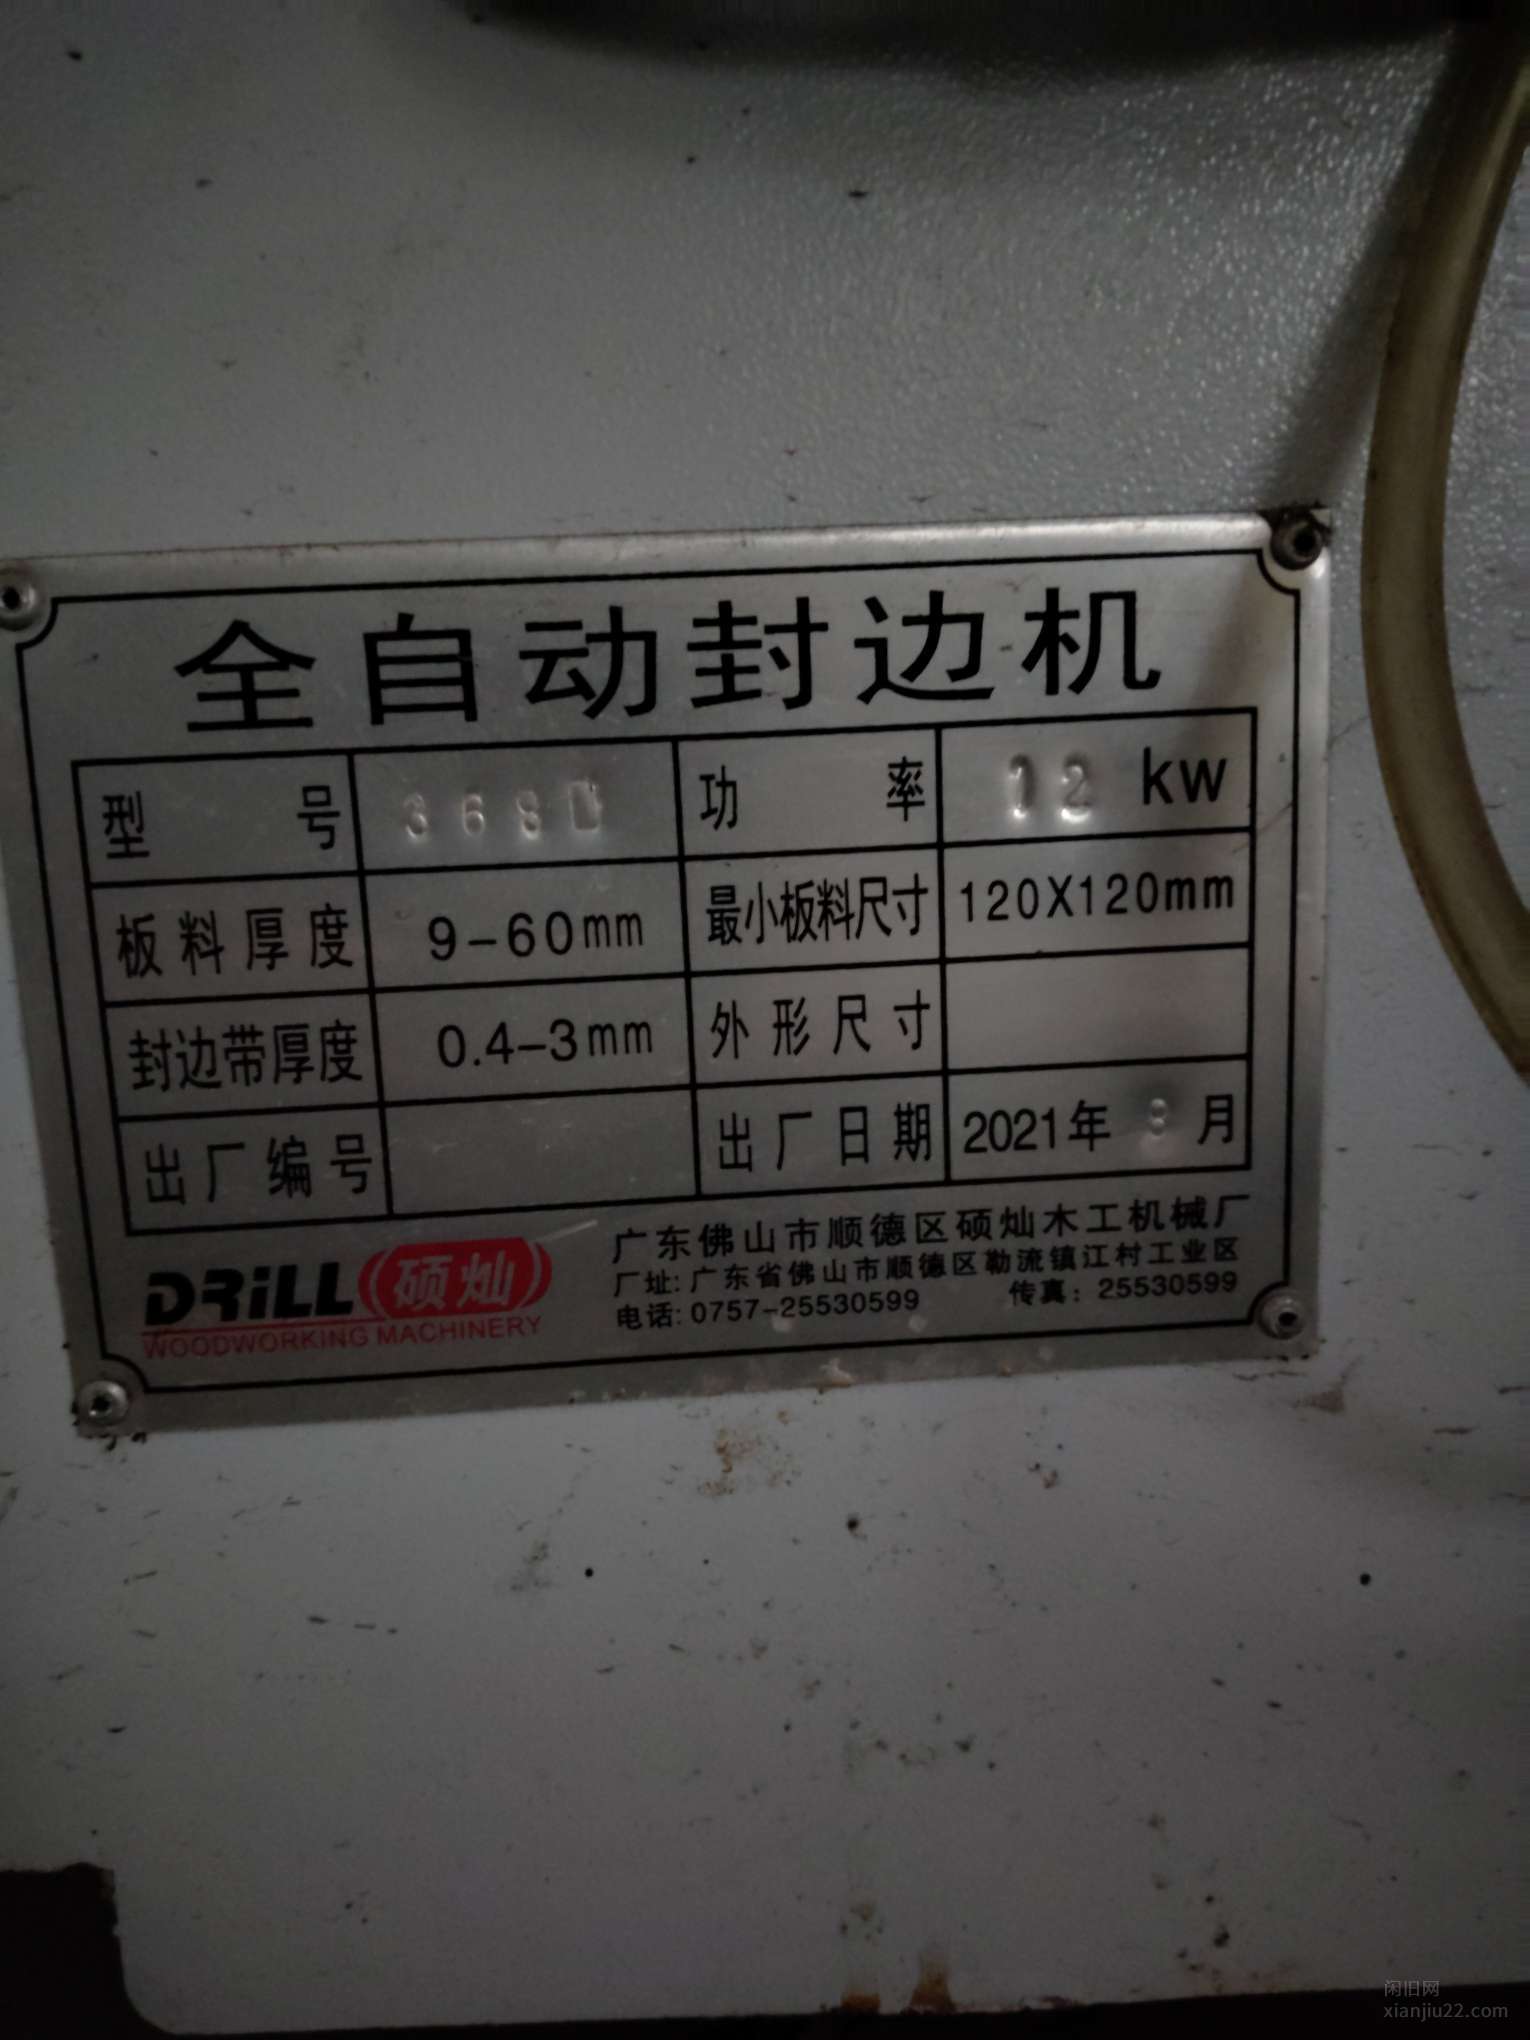 全自动封边机
型号 368D 功率 12 kw
板料厚度 9-60mm 最小板料尺寸 120X120mm
封边带厚度 0.4-3mm 外形尺寸
出厂编号 出厂日期 2021年 8 月
DRiLL (硕灿)
WOODWORKING MACHINERY
广东佛山市顺德区硕灿木工机械厂
厂址: 广东省佛山市顺德区勒流镇江村工业区
电话: 0757-25530599 传真: 25530599
闲旧网
xianjiu22.com